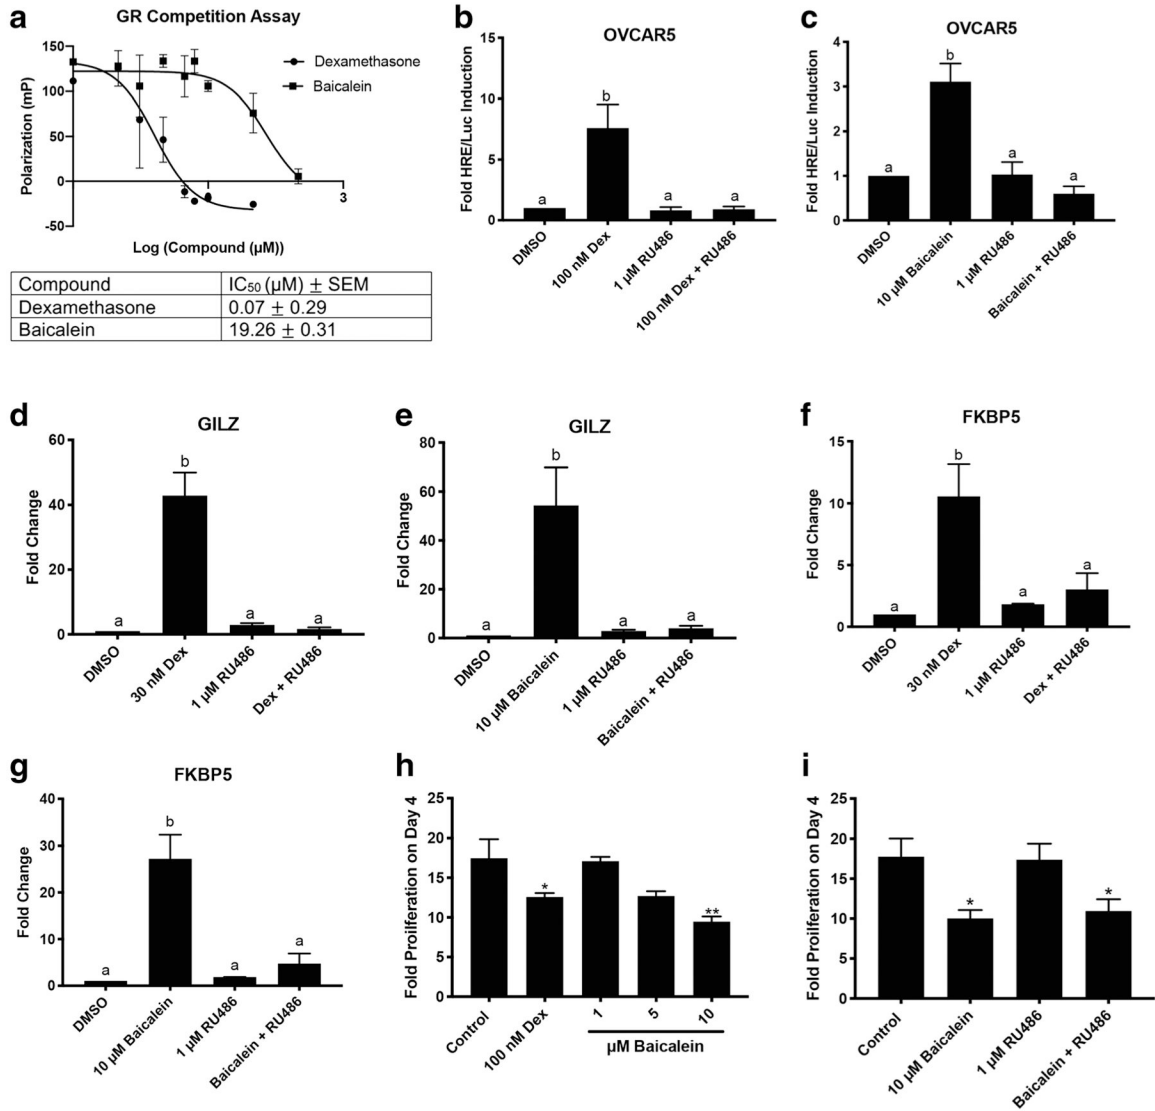 a
GR Competition Assay
150
100
50
0
-50
3
Polarization (mP)
Log (Compound (µM))
Dexamethasone
Baicalein
Compound IC50 (µM) ± SEM
Dexamethasone 0.07 ± 0.29
Baicalein 19.26 ± 0.31
b
OVCAR5
Fold HRE/Luc Induction
15
10
5
0
a
b
a
a
DMSO
100 nM Dex
1 µM RU486
100 nM Dex + RU486
c
OVCAR5
Fold HRE/Luc Induction
4
3
2
1
0
a
b
a
a
DMSO
10 µM Baicalein
1 µM RU486
Baicalein + RU486
d
GILZ
Fold Change
60
40
20
0
a
b
a
a
DMSO
30 nM Dex
1 µM RU486
Dex + RU486
e
GILZ
Fold Change
80
60
40
20
0
a
b
a
a
DMSO
10 µM Baicalein
1 µM RU486
Baicalein + RU486
f
FKBP5
Fold Change
15
10
5
0
a
b
a
a
DMSO
30 nM Dex
1 µM RU486
Dex + RU486
g
FKBP5
Fold Change
40
30
20
10
0
a
b
a
a
DMSO
10 µM Baicalein
1 µM RU486
Baicalein + RU486
h
Fold Proilferation on Day 4
25
20
15
10
5
0
*
**
Control
100 nM Dex
1
5
10
µM Baicalein
i
Fold Proilferation on Day 4
25
20
15
10
5
0
*
*
Control
10 µM Baicalein
1 µM RU486
Baicalein + RU486